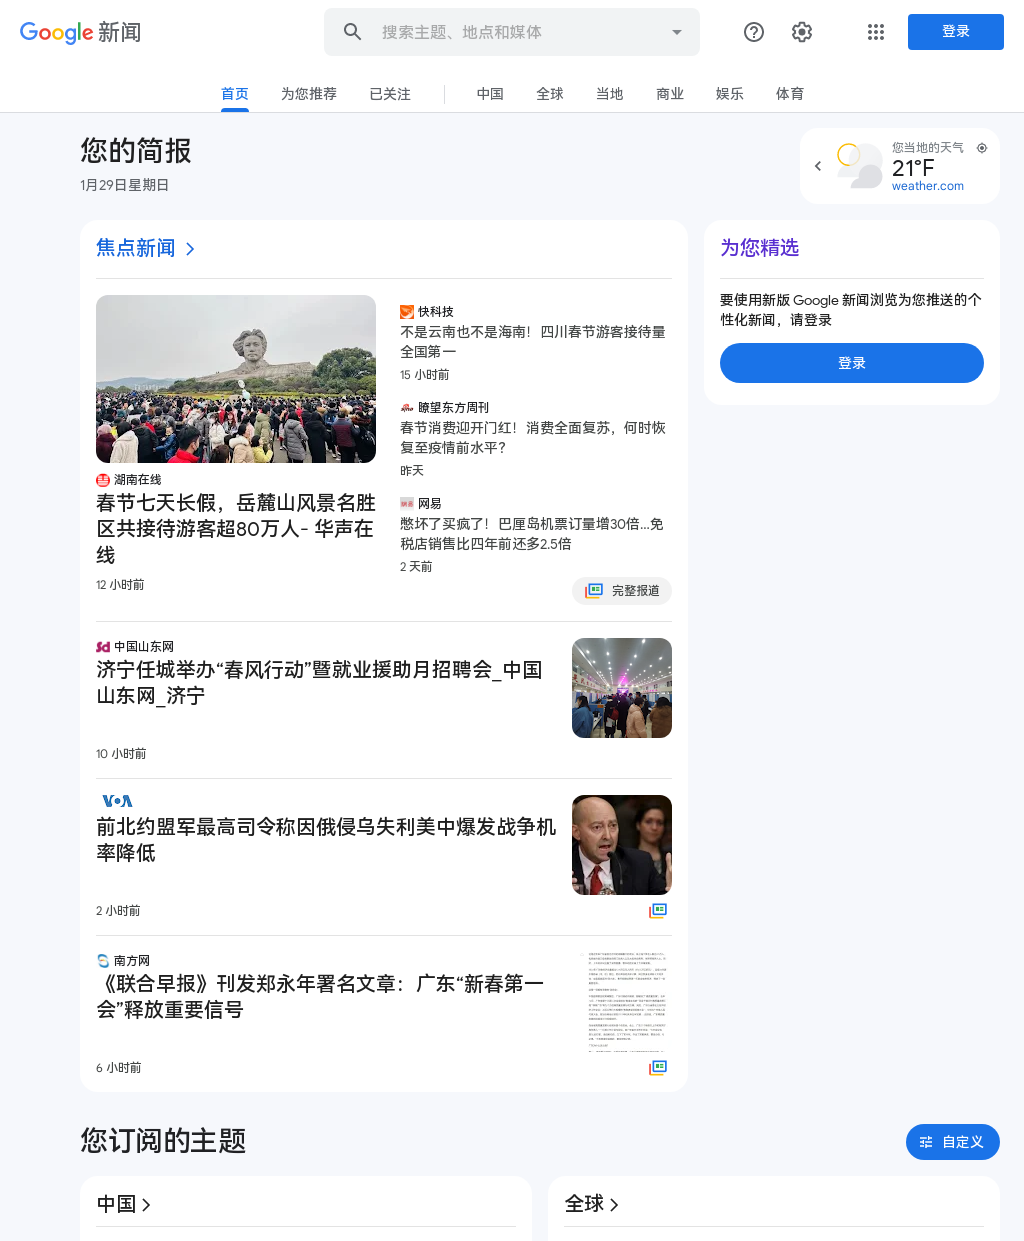 Google 新闻
搜索主题、地点和媒体
登录
首页
为您推荐
已关注
中国
全球
当地
商业
娱乐
体育
您的简报
1月29日星期日
您当地的天气
21°F
weather.com
焦点新闻
湖南在线
春节七天长假，岳麓山风景名胜
区共接待游客超80万人- 华声在
线
12 小时前
快科技
不是云南也不是海南！四川春节游客接待量
全国第一
15 小时前
瞭望东方周刊
春节消费迎开门红！消费全面复苏，何时恢
复至疫情前水平？
昨天
网易
憋坏了买疯了！巴厘岛机票订量增30倍...免
税店销售比四年前还多2.5倍
2 天前
完整报道
中国山东网
济宁任城举办“春风行动”暨就业援助月招聘会_中国
山东网_济宁
10 小时前
VOA
前北约盟军最高司令称因俄侵乌失利美中爆发战争机
率降低
2 小时前
南方网
《联合早报》刊发郑永年署名文章：广东“新春第一
会”释放重要信号
6 小时前
为您精选
要使用新版 Google 新闻浏览为您推送的个
性化新闻，请登录
登录
您订阅的主题
自定义
中国
全球